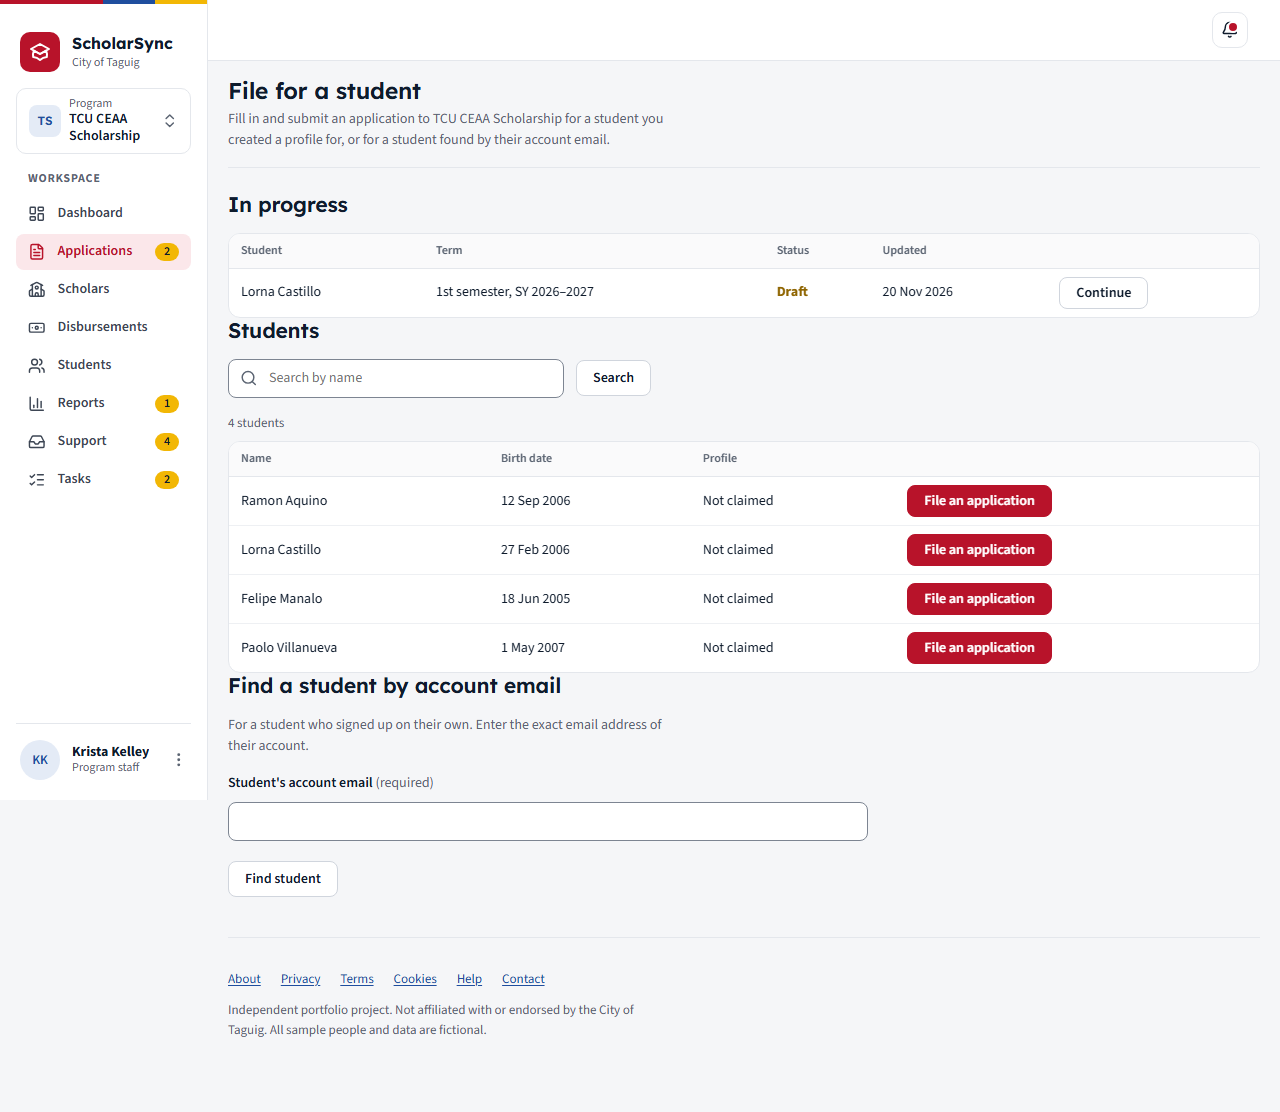 ScholarSync
City of Taguig
TS
Program
TCU CEAA
Scholarship
WORKSPACE
Dashboard
Applications 2
Scholars
Disbursements
Students
Reports 1
Support 4
Tasks 2
KK
Krista Kelley
Program staff
File for a student
Fill in and submit an application to TCU CEAA Scholarship for a student you
created a profile for, or for a student found by their account email.
In progress
Student Term Status Updated
Lorna Castillo 1st semester, SY 2026–2027 Draft 20 Nov 2026 Continue
Students
Search by name Search
4 students
Name Birth date Profile
Ramon Aquino 12 Sep 2006 Not claimed File an application
Lorna Castillo 27 Feb 2006 Not claimed File an application
Felipe Manalo 18 Jun 2005 Not claimed File an application
Paolo Villanueva 1 May 2007 Not claimed File an application
Find a student by account email
For a student who signed up on their own. Enter the exact email address of
their account.
Student's account email (required)
Find student
About Privacy Terms Cookies Help Contact
Independent portfolio project. Not affiliated with or endorsed by the City of
Taguig. All sample people and data are fictional.